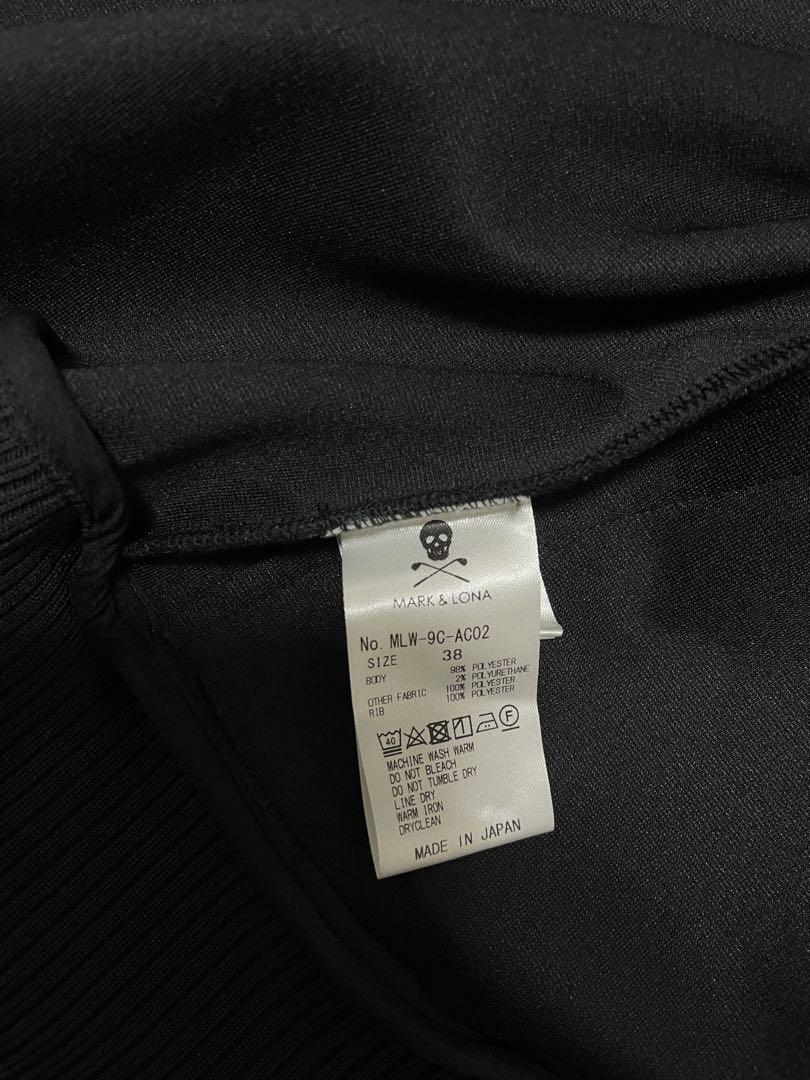 MARK & LONA
No. MLW-9C-AC02
SIZE 38
BODY 98% POLYESTER
2% POLYURETHANE
OTHER FABRIC 100% POLYESTER
RIB 100% POLYESTER
40 F
MACHINE WASH WARM
DO NOT BLEACH
DO NOT TUMBLE DRY
LINE DRY
WARM IRON
DRYCLEAN
MADE IN JAPAN